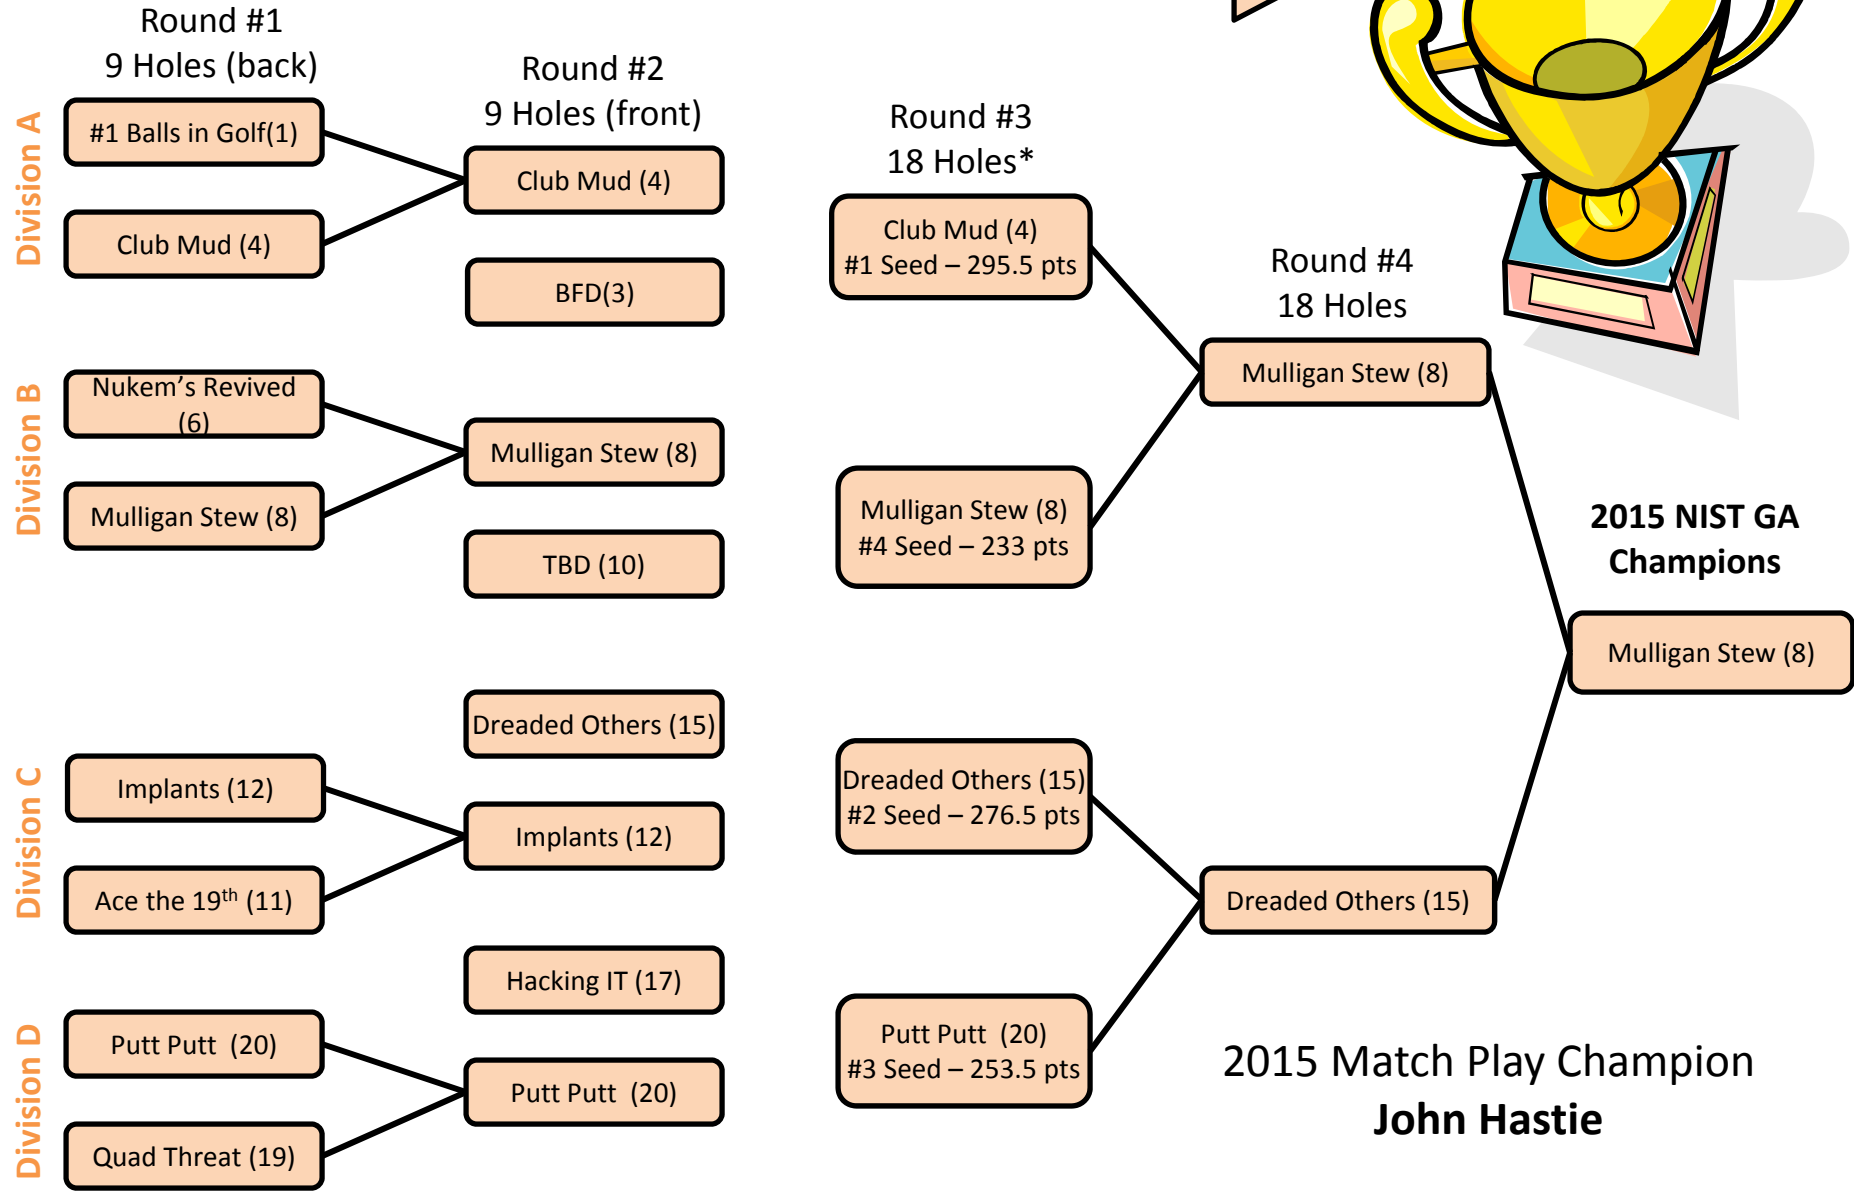 Round #1
9 Holes (back)
Division A
#1 Balls in Golf(1)
Club Mud (4)
Division B
Nukem's Revived
(6)
Mulligan Stew (8)
Division C
Implants (12)
Ace the 19th (11)
Division D
Putt Putt  (20)
Quad Threat (19)
Round #2
9 Holes (front)
Club Mud (4)
BFD(3)
Mulligan Stew (8)
TBD (10)
Dreaded Others (15)
Implants (12)
Hacking IT (17)
Putt Putt  (20)
Round #3
18 Holes*
Club Mud (4)
#1 Seed – 295.5 pts
Mulligan Stew (8)
#4 Seed – 233 pts
Dreaded Others (15)
#2 Seed – 276.5 pts
Putt Putt  (20)
#3 Seed – 253.5 pts
Round #4
18 Holes
Mulligan Stew (8)
Dreaded Others (15)
2015 NIST GA
Champions
Mulligan Stew (8)
2015 Match Play Champion
John Hastie